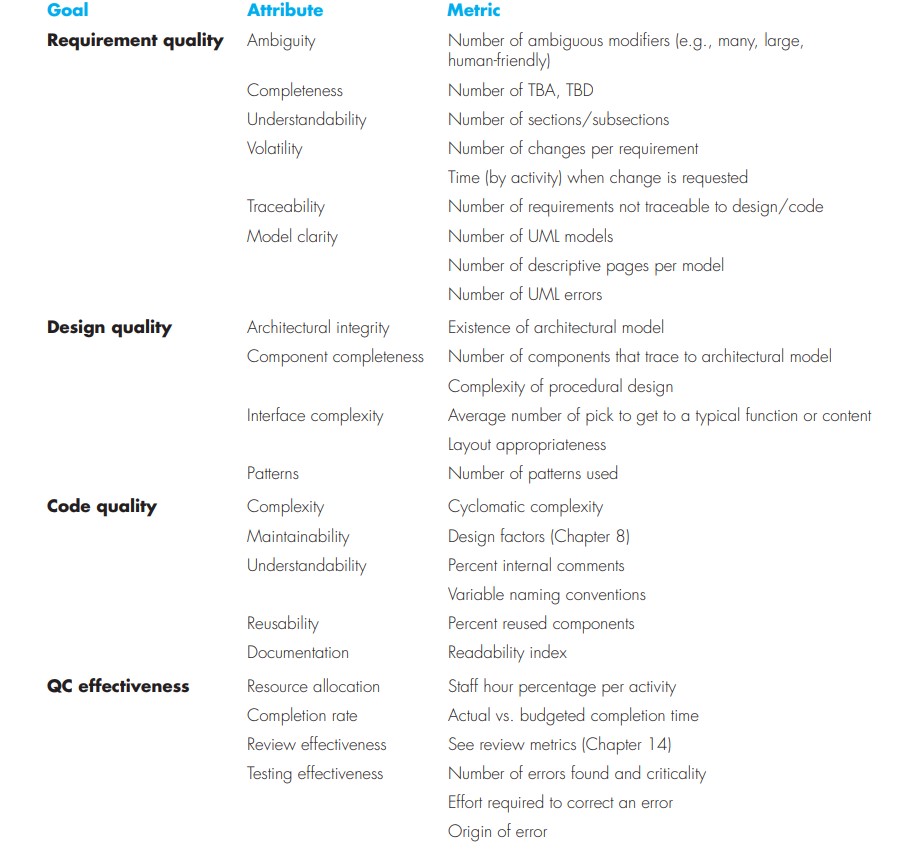 Goal Attribute Metric
Requirement quality Ambiguity Number of ambiguous modifiers (e.g., many, large,
human-friendly)
Completeness Number of TBA, TBD
Understandability Number of sections/subsections
Volatility Number of changes per requirement
Time (by activity) when change is requested
Traceability Number of requirements not traceable to design/code
Model clarity Number of UML models
Number of descriptive pages per model
Number of UML errors
Design quality Architectural integrity Existence of architectural model
Component completeness Number of components that trace to architectural model
Complexity of procedural design
Interface complexity Average number of pick to get to a typical function or content
Layout appropriateness
Patterns Number of patterns used
Code quality Complexity Cyclomatic complexity
Maintainability Design factors (Chapter 8)
Understandability Percent internal comments
Variable naming conventions
Reusability Percent reused components
Documentation Readability index
QC effectiveness Resource allocation Staff hour percentage per activity
Completion rate Actual vs. budgeted completion time
Review effectiveness See review metrics (Chapter 14)
Testing effectiveness Number of errors found and criticality
Effort required to correct an error
Origin of error